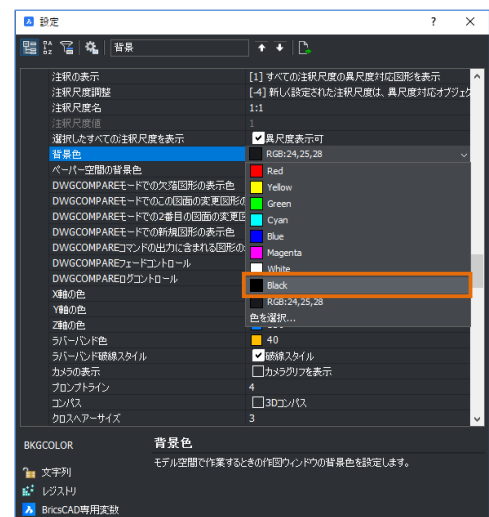 設定 ? ×
背景
注釈の表示 [1] すべての注釈尺度の異尺度対応図形を表示
注釈尺度調整 [-4] 新しく設定された注釈尺度は、異尺度対応オブジェク
注釈尺度名 1:1
注釈尺度値 1
選択したすべての注釈尺度を表示 異尺度表示可
背景色 RGB:24,25,28
ペーパー空間の背景色 Red
DWGCOMPAREモードでの欠落図形の表示色 Yellow
DWGCOMPAREモードでのこの図面の変更図形の Green
DWGCOMPAREモードでの2番目の図面の変更図 Cyan
DWGCOMPAREモードでの新規図形の表示色 Blue
DWGCOMPAREコマンドの出力に含まれる図形の Magenta
DWGCOMPAREフェードコントロール White
DWGCOMPAREログコントロール Black
X軸の色 RGB:24,25,28
Y軸の色 色を選択...
Z軸の色
ラバーバンド色 40
ラバーバンド破線スタイル 破線スタイル
カメラの表示 カメラグリフを表示
プロンプトライン 4
コンパス 3Dコンパス
クロスヘアーサイズ 3
BKGCOLOR 背景色
モデル空間で作業するときの作図ウィンドウの背景色を設定します。
文字列
レジストリ
BricsCAD専用変数